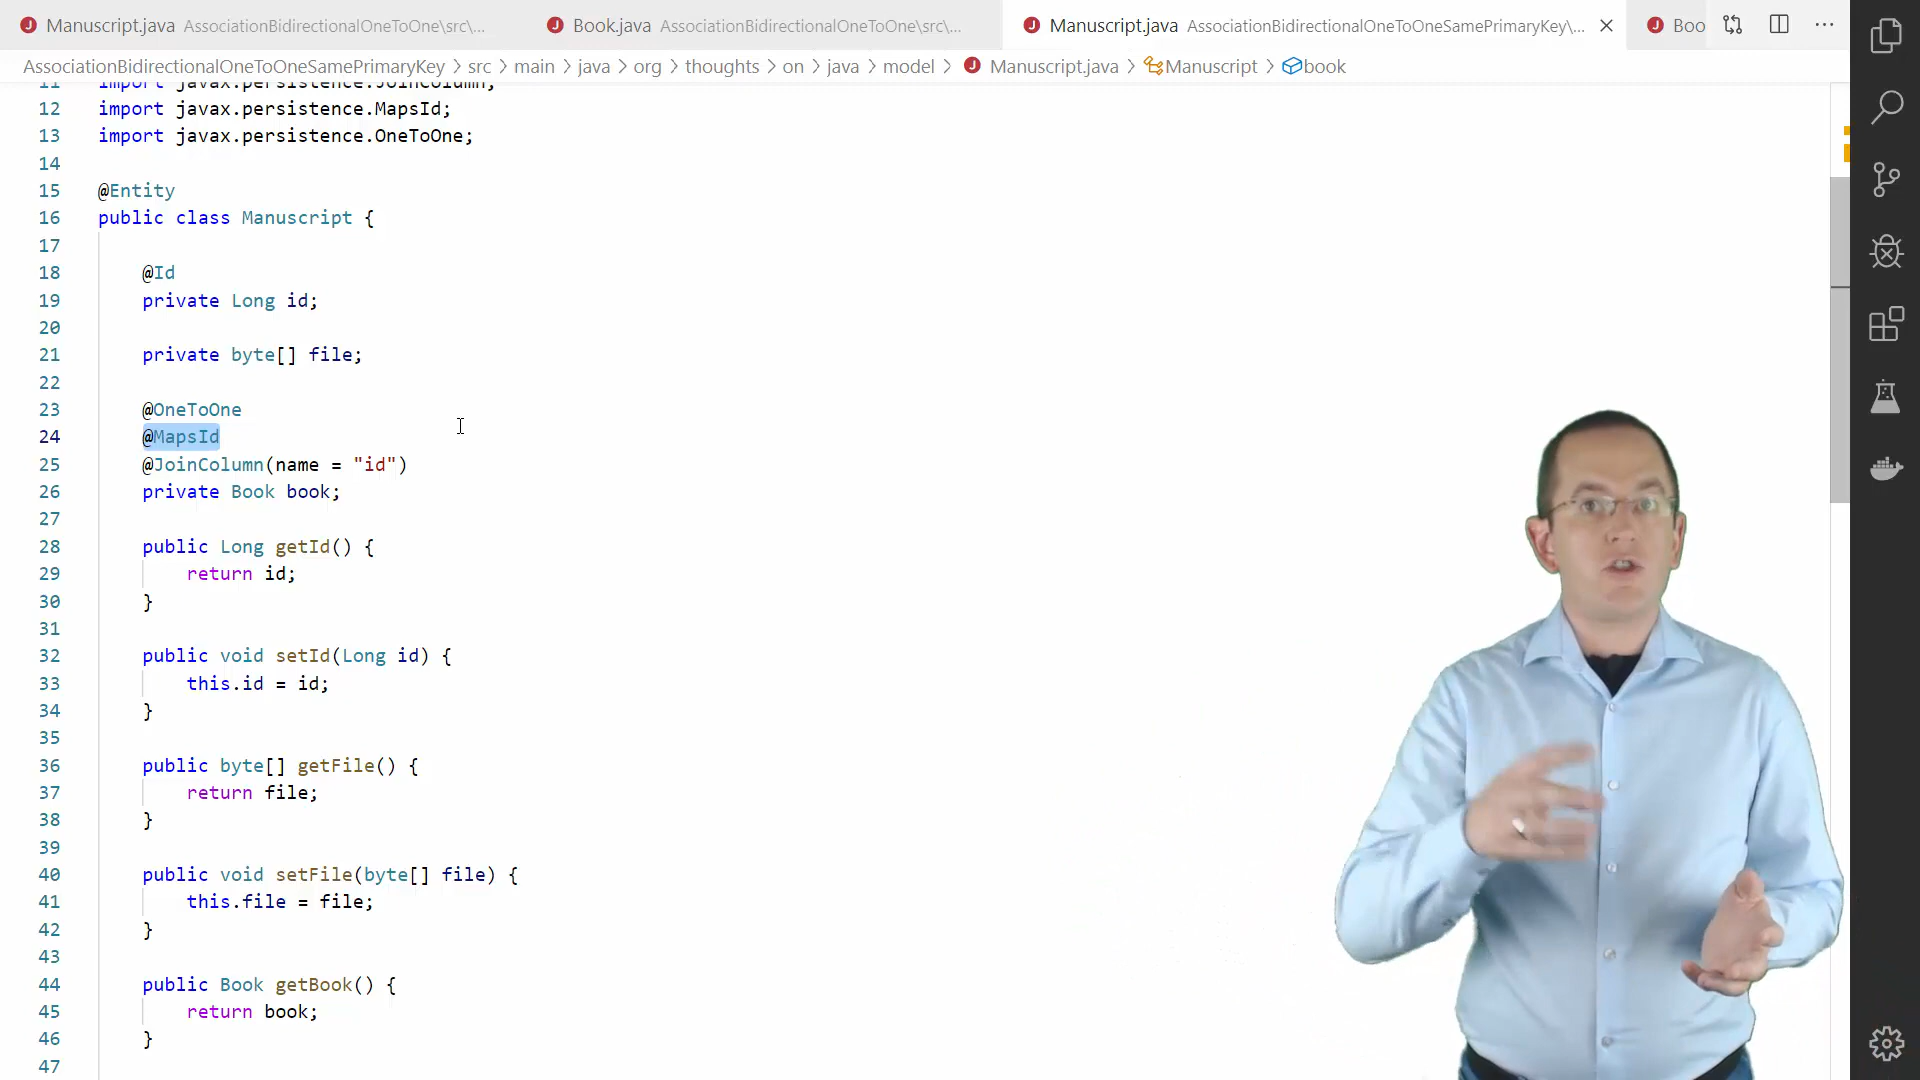 Manuscript.java AssociationBidirectionalOneToOne\src\...
Book.java AssociationBidirectionalOneToOne\src\...
Manuscript.java AssociationBidirectionalOneToOneSamePrimaryKey\...
Boo
AssociationBidirectionalOneToOneSamePrimaryKey > src > main > java > org > thoughts > on > java > model > Manuscript.java > Manuscript > book
11 import javax.persistence.JoinColumn;
12 import javax.persistence.MapsId;
13 import javax.persistence.OneToOne;
14
15 @Entity
16 public class Manuscript {
17
18 @Id
19 private Long id;
20
21 private byte[] file;
22
23 @OneToOne
24 @MapsId
25 @JoinColumn(name = "id")
26 private Book book;
27
28 public Long getId() {
29 return id;
30 }
31
32 public void setId(Long id) {
33 this.id = id;
34 }
35
36 public byte[] getFile() {
37 return file;
38 }
39
40 public void setFile(byte[] file) {
41 this.file = file;
42 }
43
44 public Book getBook() {
45 return book;
46 }
47